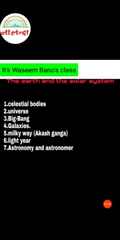 It's Waseem Bano's class
The earth and the solar system
1.celestial bodies
2.universe
3.Big-Bang
4.Galaxies.
5.milky way (Akash ganga)
6.light year
7.Astronomy and astronomer